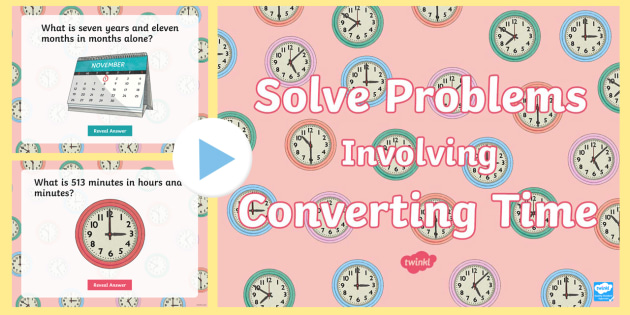 What is seven years and eleven
months in months alone?
NOVEMBER
Reveal Answer
What is 513 minutes in hours and
minutes?
Reveal Answer
Solve Problems
Involving
Converting Time
twinkl